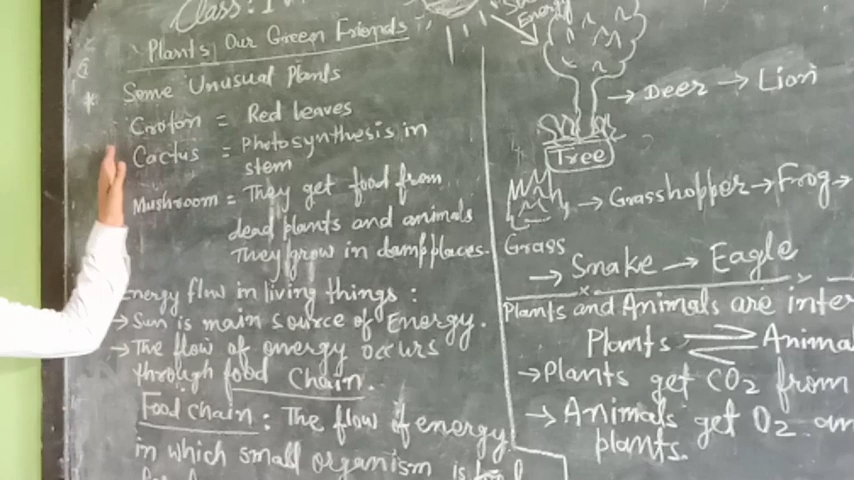 Class: I
Plants, Our Green Friends
Some Unusual Plants
Croton = Red leaves
Cactus = Photosynthesis in
stem
Mushroom = They get food from
dead plants and animals
They grow in damp places.
Energy flow in living things :
→ Sun is main source of Energy.
→ The flow of energy occurs
through food Chain.
Food chain : The flow of energy
in which small organism is
Energy
→ Deer → Lion
Tree
→ Grasshopper → Frog →
Grass
→ Snake → Eagle
Plants and Animals are inter
Plants ⇌ Animal
→ Plants get CO2 from
→ Animals get O2 an
plants.